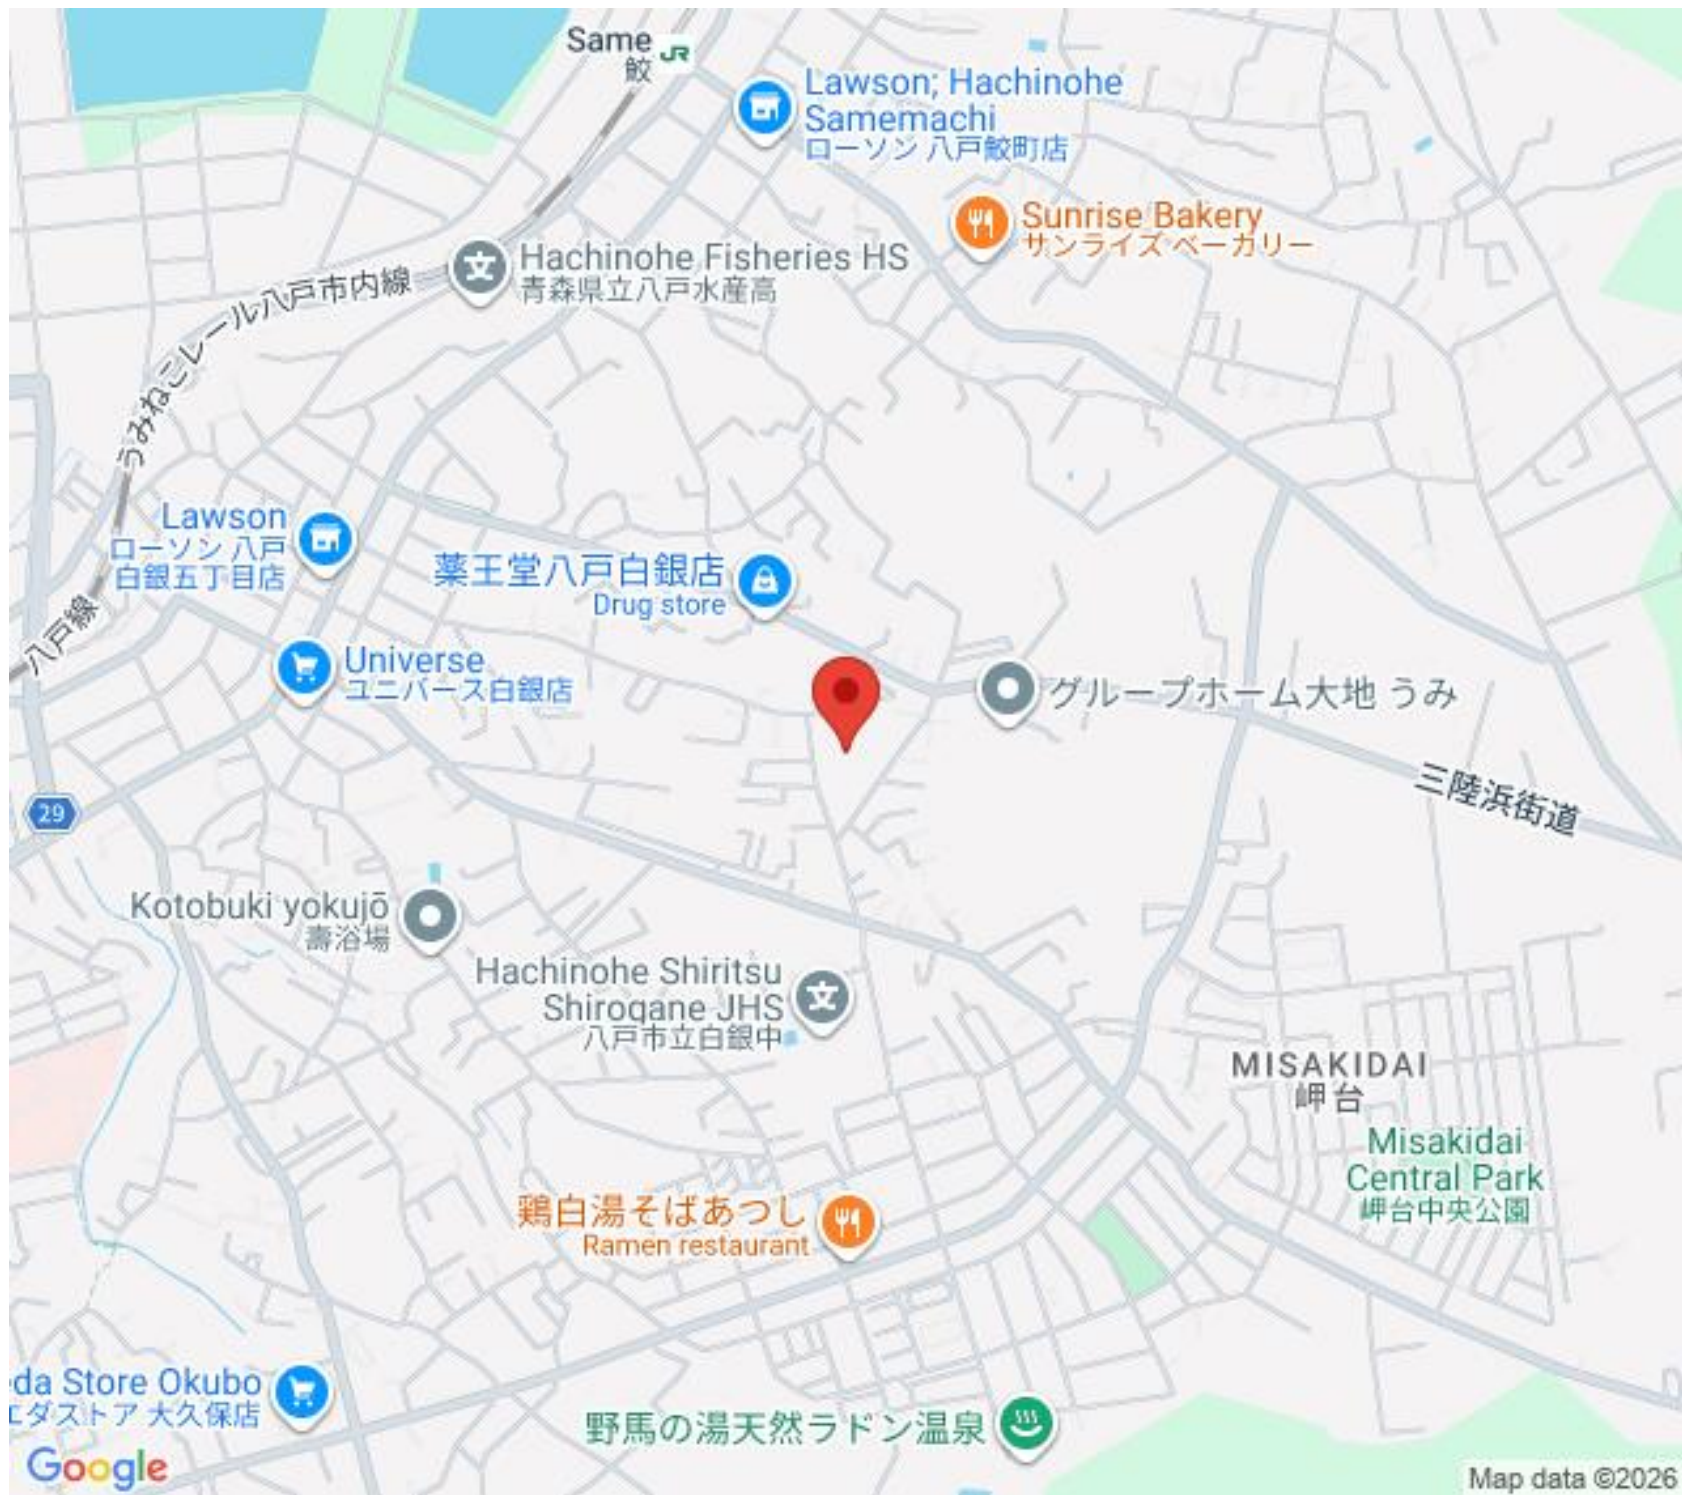 Same
鮫
JR
Lawson; Hachinohe
Samemachi
ローソン 八戸鮫町店
Sunrise Bakery
サンライズ ベーカリー
Hachinohe Fisheries HS
青森県立八戸水産高
うみねこレール八戸市内線
Lawson
ローソン 八戸
白銀五丁目店
薬王堂八戸白銀店
Drug store
八戸線
Universe
ユニバース白銀店
グループホーム大地 うみ
三陸浜街道
29
Kotobuki yokujō
壽浴場
Hachinohe Shiritsu
Shirogane JHS
八戸市立白銀中
MISAKIDAI
岬台
Misakidai
Central Park
岬台中央公園
鶏白湯そばあつし
Ramen restaurant
da Store Okubo
エダストア 大久保店
野馬の湯天然ラドン温泉
Google
Map data ©2026